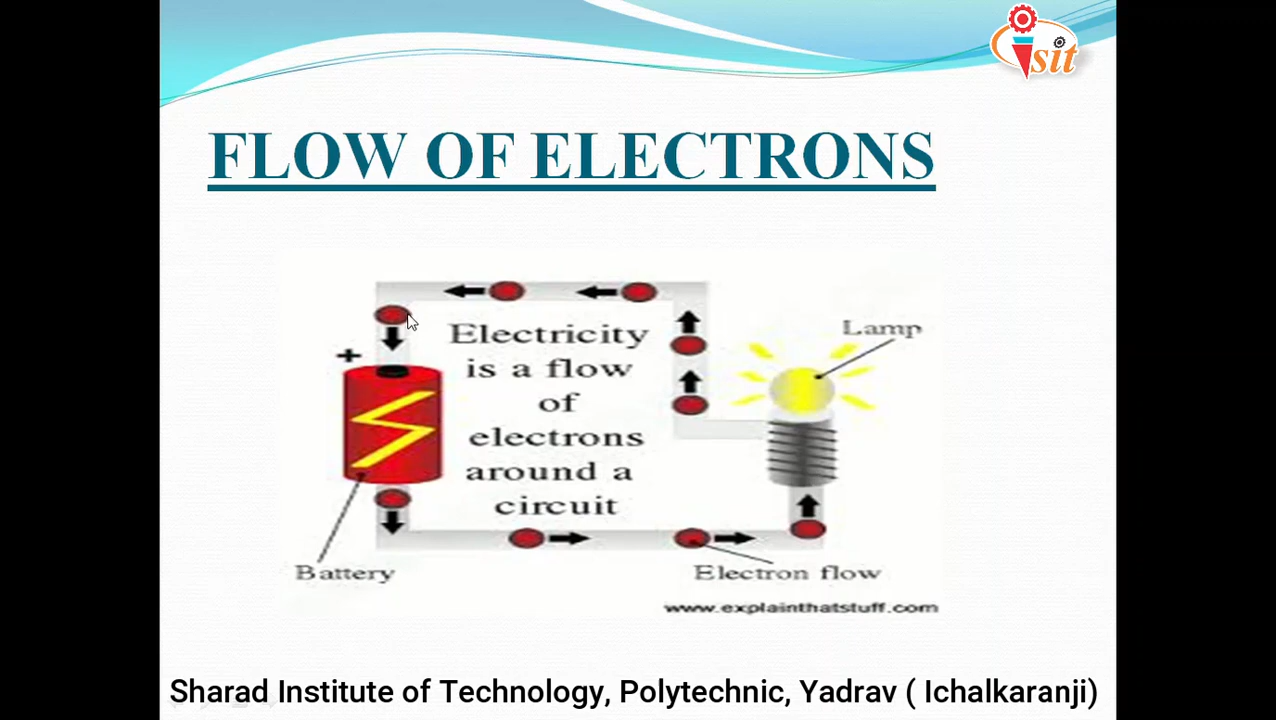 sit
FLOW OF ELECTRONS
Electricity
is a flow
of
electrons
around a
circuit
+
Lamp
Battery
Electron flow
www.explainthatstuff.com
Sharad Institute of Technology, Polytechnic, Yadrav ( Ichalkaranji)